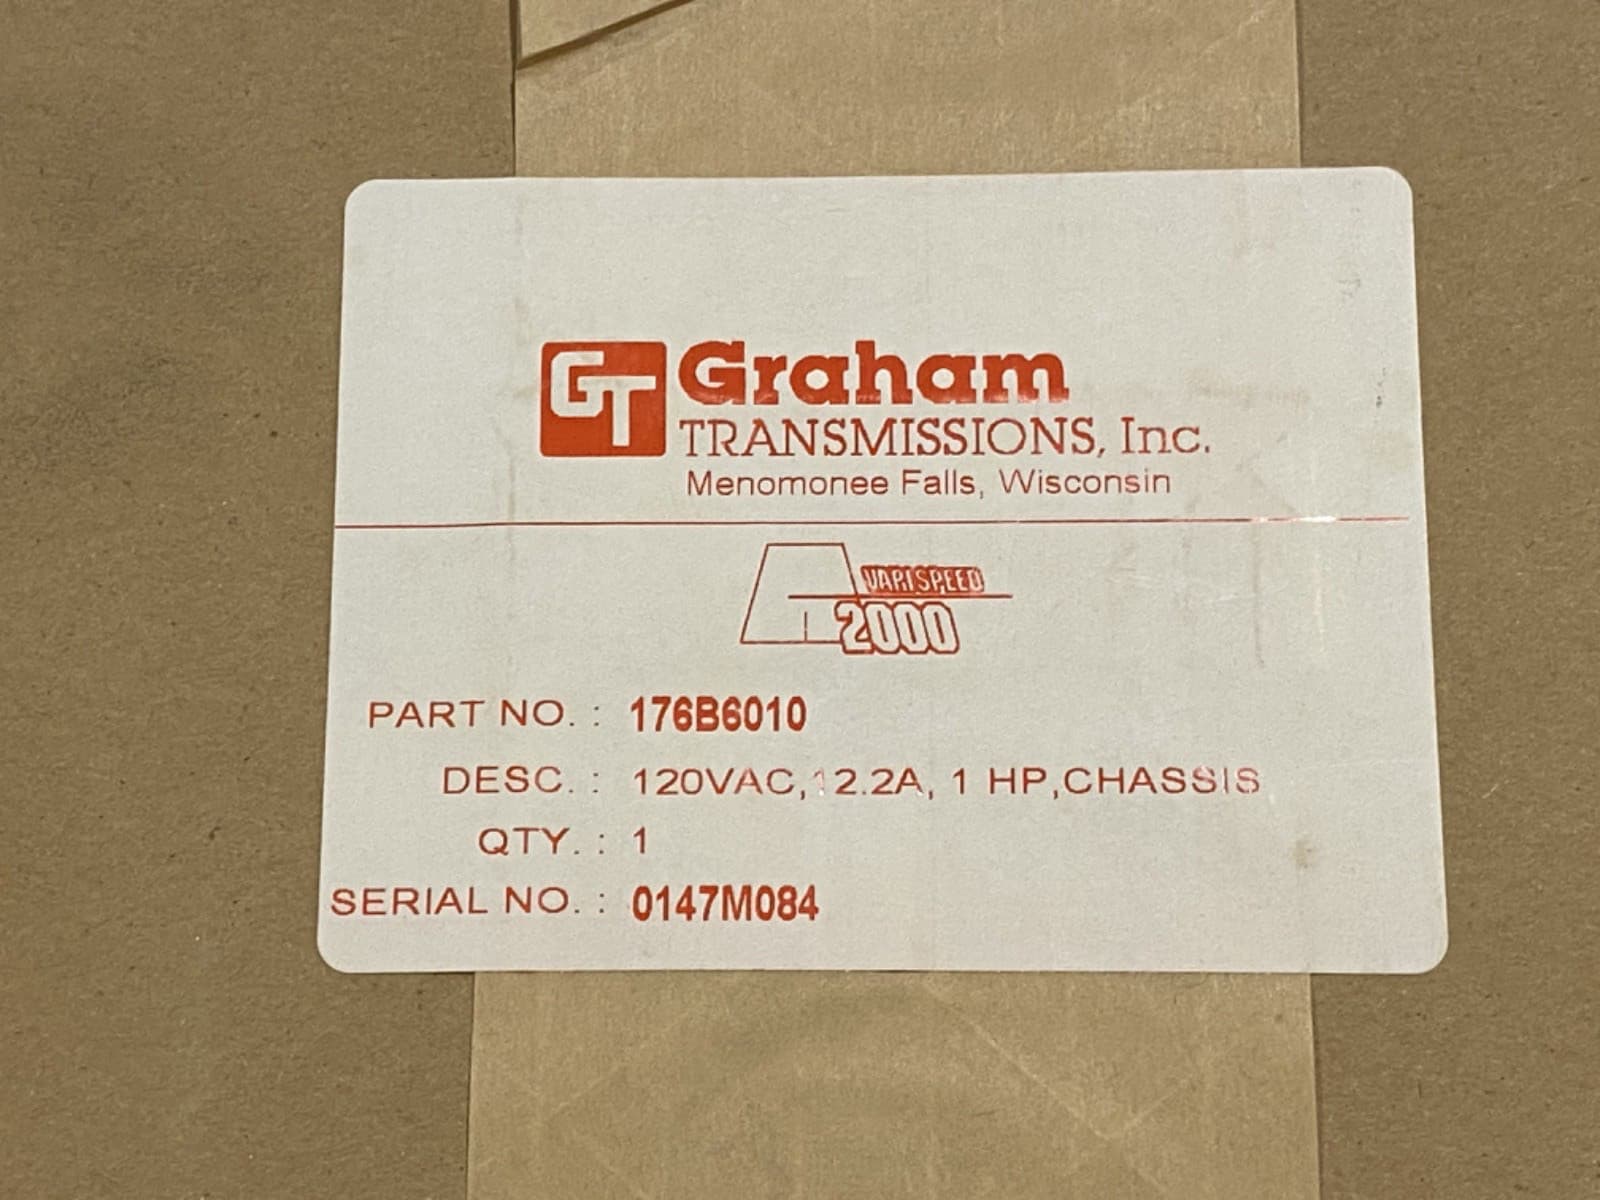 GT Graham
TRANSMISSIONS, Inc.
Menomonee Falls, Wisconsin
VARISPEED
2000
PART NO. : 176B6010
DESC. : 120VAC,12.2A, 1 HP,CHASSIS
QTY. : 1
SERIAL NO. : 0147M084